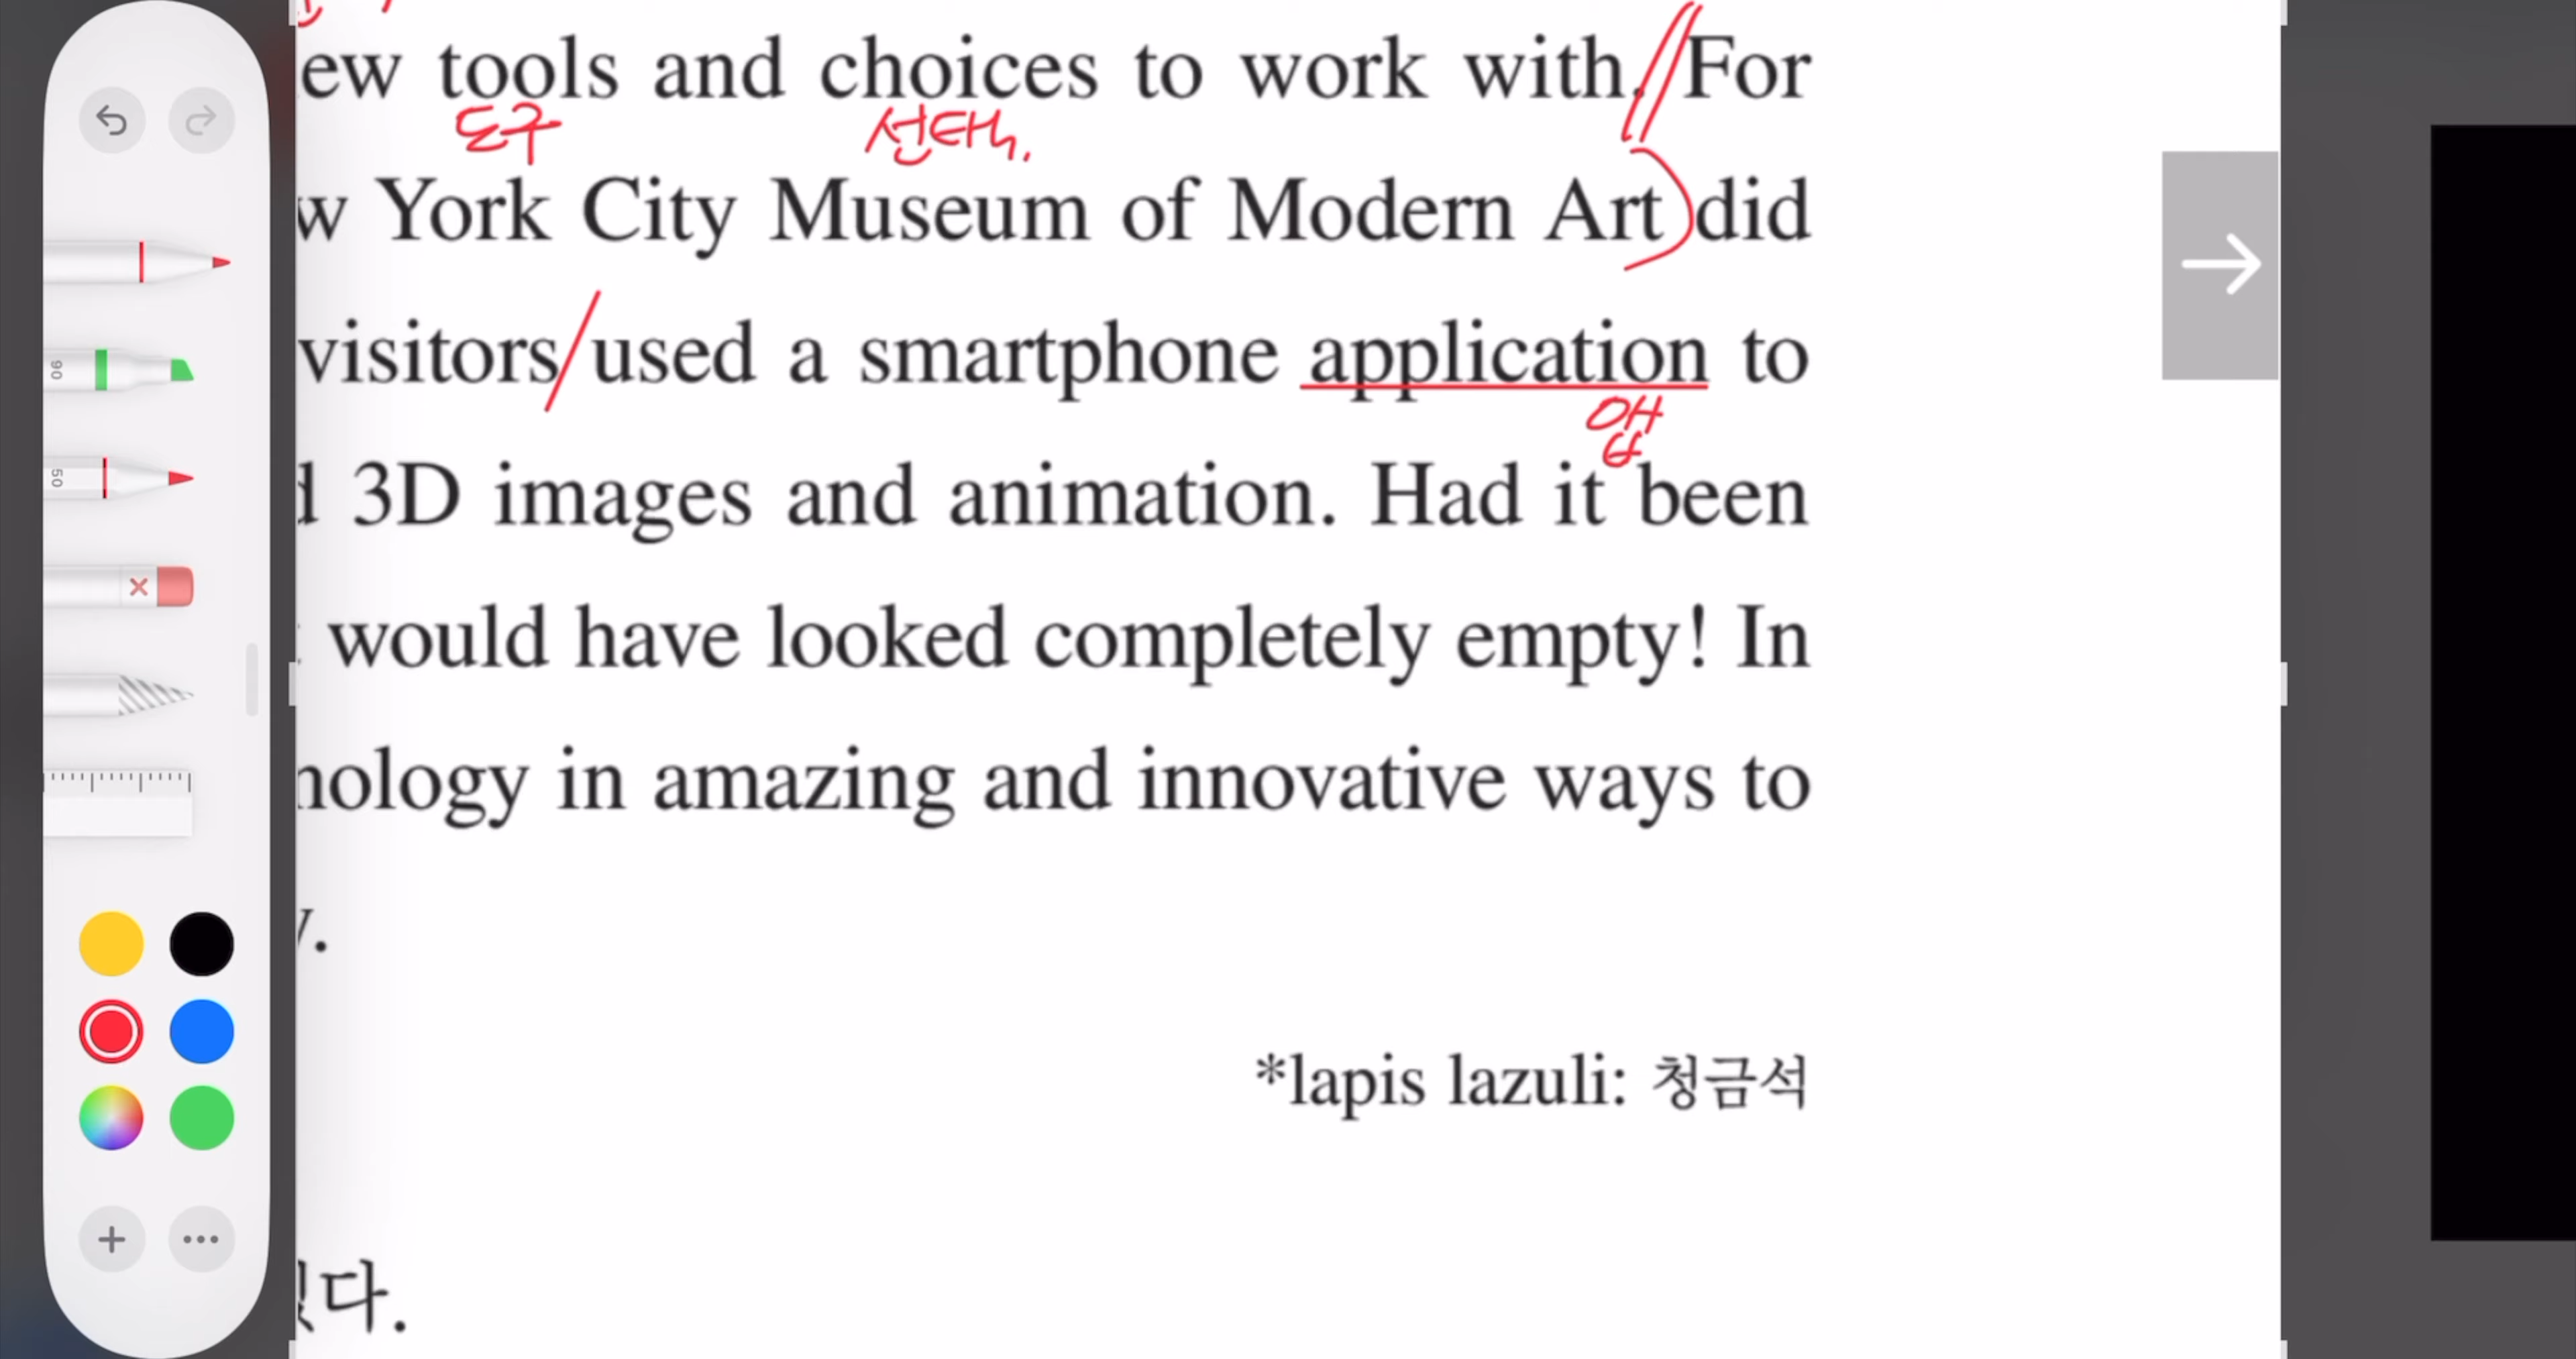 ew tools and choices to work with. For
도구 선택.
w York City Museum of Modern Art did
visitors used a smartphone application to
앱
d 3D images and animation. Had it been
would have looked completely empty! In
nology in amazing and innovative ways to
y.
*lapis lazuli: 청금석
다.
90
50